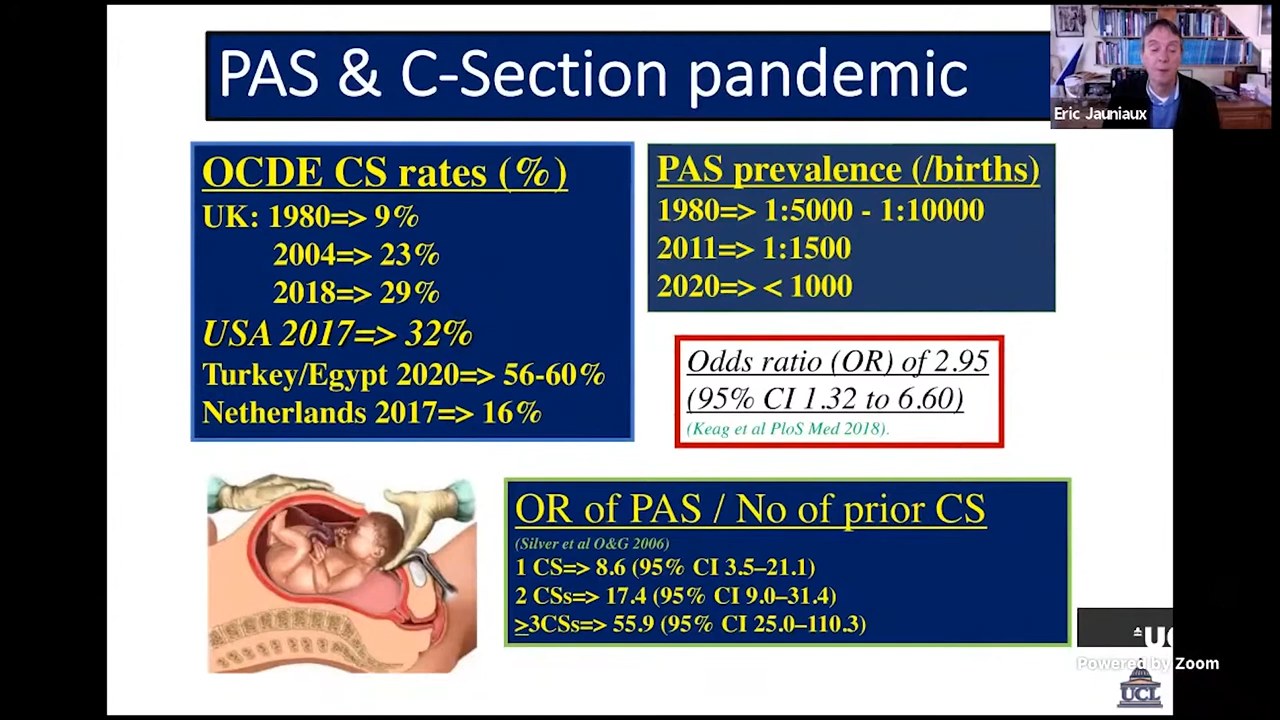 PAS & C-Section pandemic
Eric Jauniaux
OCDE CS rates (%)
UK: 1980=> 9%
2004=> 23%
2018=> 29%
USA 2017=> 32%
Turkey/Egypt 2020=> 56-60%
Netherlands 2017=> 16%
PAS prevalence (/births)
1980=> 1:5000 - 1:10000
2011=> 1:1500
2020=> < 1000
Odds ratio (OR) of 2.95
(95% CI 1.32 to 6.60)
(Keag et al PloS Med 2018).
OR of PAS / No of prior CS
(Silver et al O&G 2006)
1 CS=> 8.6 (95% CI 3.5–21.1)
2 CSs=> 17.4 (95% CI 9.0–31.4)
≥3CSs=> 55.9 (95% CI 25.0–110.3)
Powered by Zoom
UCL